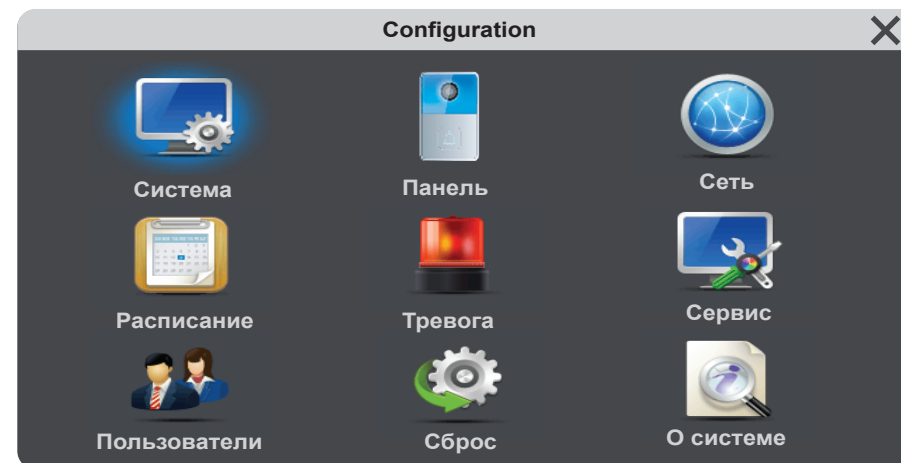 Configuration
Система
Панель
Сеть
Расписание
Тревога
Сервис
Пользователи
Сброс
О системе